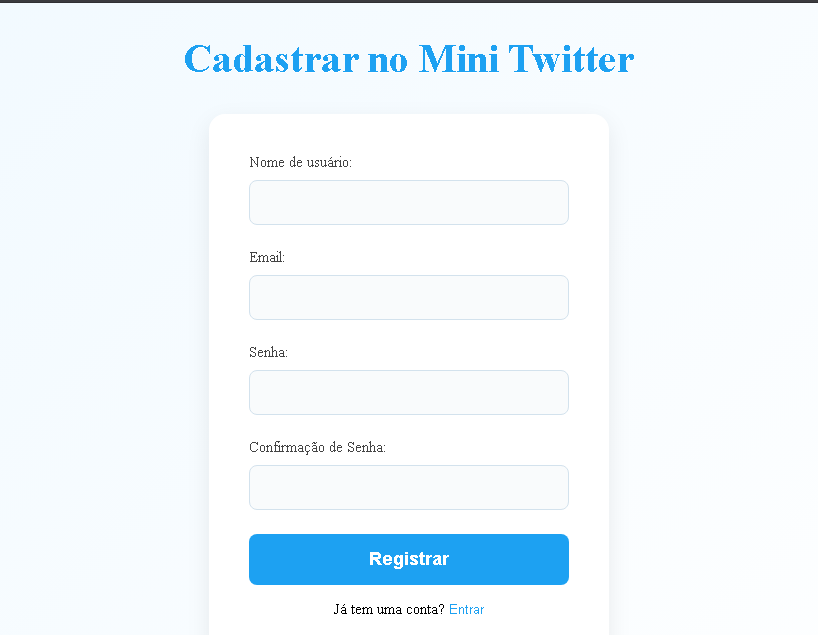 Cadastrar no Mini Twitter
Nome de usuário:
Email:
Senha:
Confirmação de Senha:
Registrar
Já tem uma conta? Entrar